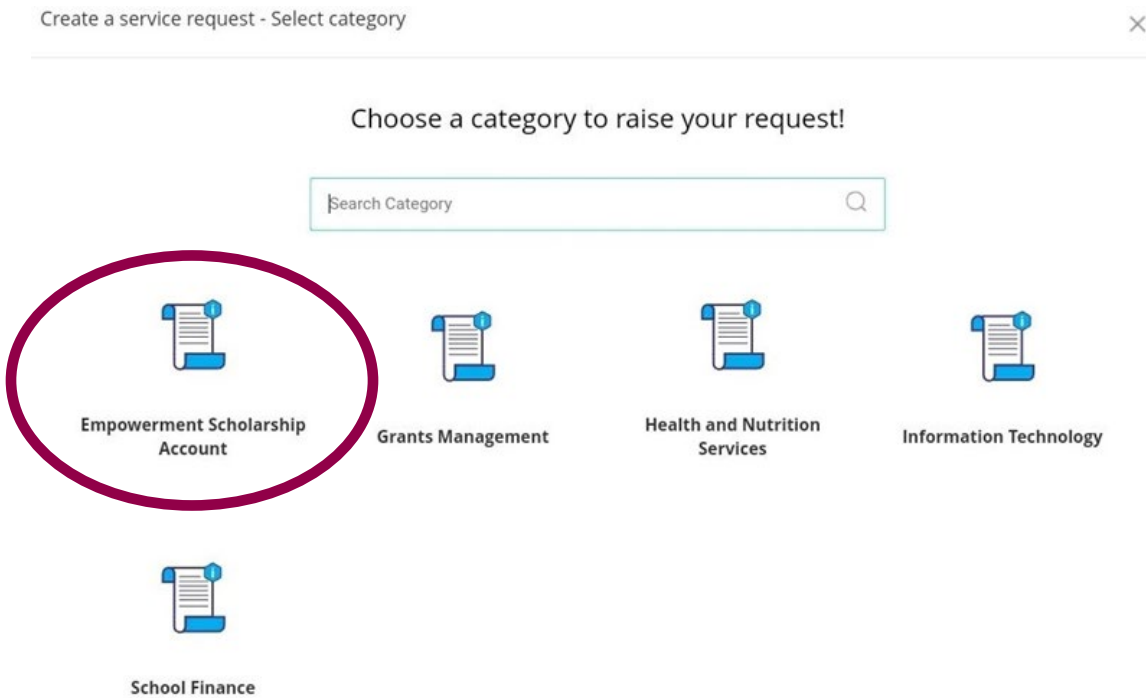 Create a service request - Select category
Choose a category to raise your request!
Search Category
Empowerment Scholarship
Account
Grants Management
Health and Nutrition
Services
Information Technology
School Finance